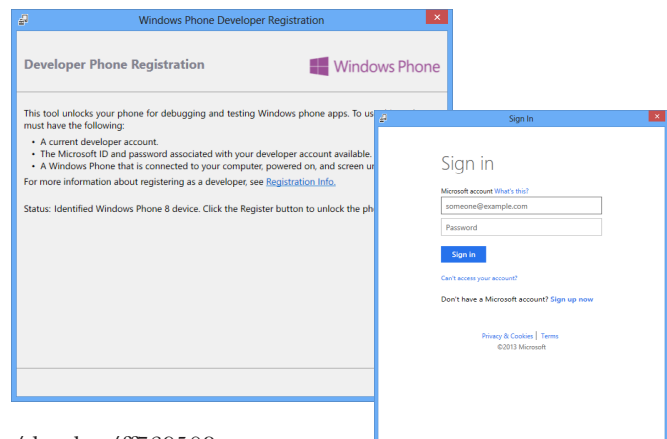 Windows Phone Developer Registration
Developer Phone Registration
Windows Phone
This tool unlocks your phone for debugging and testing Windows phone apps. To us
must have the following:
• A current developer account.
• The Microsoft ID and password associated with your developer account available.
• A Windows Phone that is connected to your computer, powered on, and screen un
For more information about registering as a developer, see Registration Info.
Status: Identified Windows Phone 8 device. Click the Register button to unlock the ph
Sign In
Sign in
Microsoft account What's this?
someone@example.com
Password
Sign in
Can't access your account?
Don't have a Microsoft account? Sign up now
Privacy & Cookies | Terms
©2013 Microsoft